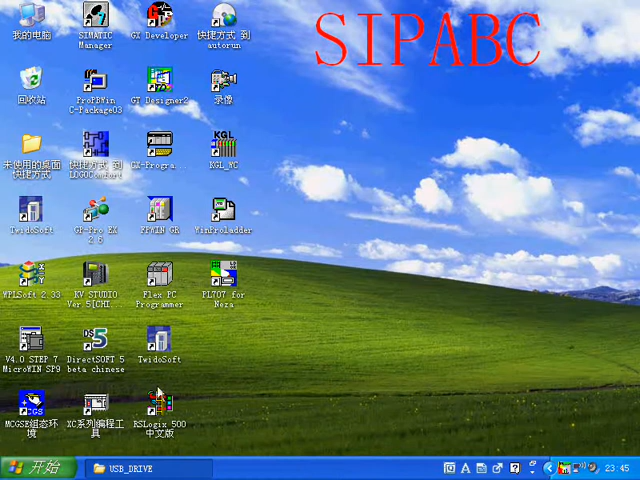 SIPABC
我的电脑
SIMATIC
Manager
GX Developer
快捷方式 到
autorun
回收站
ProPBWin
C-Package03
GT Designer2
录像
未使用的桌面
快捷方式
快捷方式 到
LOGOComfort
GX-Progra...
KGL
KGL_WC
TwidoSoft
GP-Pro EX
2.6
FPWIN GR
WinProladder
WPLSoft 2.33
KV STUDIO
Ver.5[CHI...
Flex PC
Programmer
PL707 for
Neza
V4.0 STEP 7
MicroWIN SP9
DirectSOFT 5
beta chinese
TwidoSoft
MCGSE组态环
境
XC系列编程工
具
RSLogix 500
中文版
开始
USB_DRIVE
23:45